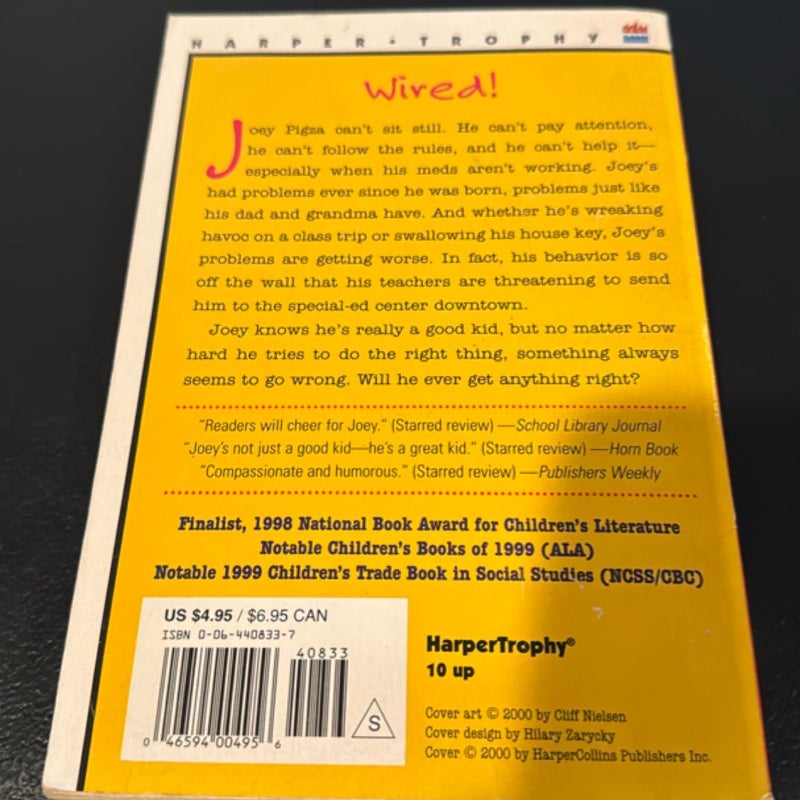 HARPER • TROPHY
Wired!
Joey Pigza can't sit still. He can't pay attention,
he can't follow the rules, and he can't help it—
especially when his meds aren't working. Joey's
had problems ever since he was born, problems just like
his dad and grandma have. And whether he's wreaking
havoc on a class trip or swallowing his house key, Joey's
problems are getting worse. In fact, his behavior is so
off the wall that his teachers are threatening to send
him to the special-ed center downtown.
Joey knows he's really a good kid, but no matter how
hard he tries to do the right thing, something always
seems to go wrong. Will he ever get anything right?
"Readers will cheer for Joey." (Starred review) —School Library Journal
"Joey's not just a good kid—he's a great kid." (Starred review) —Horn Book
"Compassionate and humorous." (Starred review) —Publishers Weekly
Finalist, 1998 National Book Award for Children's Literature
Notable Children's Books of 1999 (ALA)
Notable 1999 Children's Trade Book in Social Studies (NCSS/CBC)
US $4.95 / $6.95 CAN
ISBN 0-06-440833-7
40833
0 46594 00495 6
S
HarperTrophy®
10 up
Cover art © 2000 by Cliff Nielsen
Cover design by Hilary Zarycky
Cover © 2000 by HarperCollins Publishers Inc.